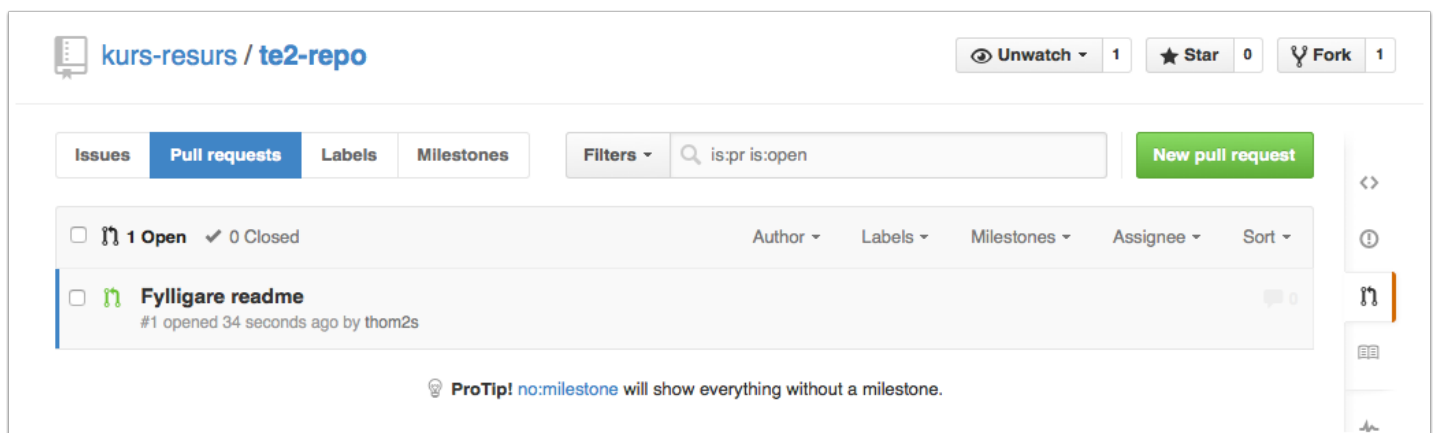 kurs-resurs / te2-repo
Unwatch 1 Star 0 Fork 1
Issues Pull requests Labels Milestones Filters is:pr is:open New pull request
1 Open 0 Closed Author Labels Milestones Assignee Sort
Fylligare readme 0
#1 opened 34 seconds ago by thom2s
ProTip! no:milestone will show everything without a milestone.